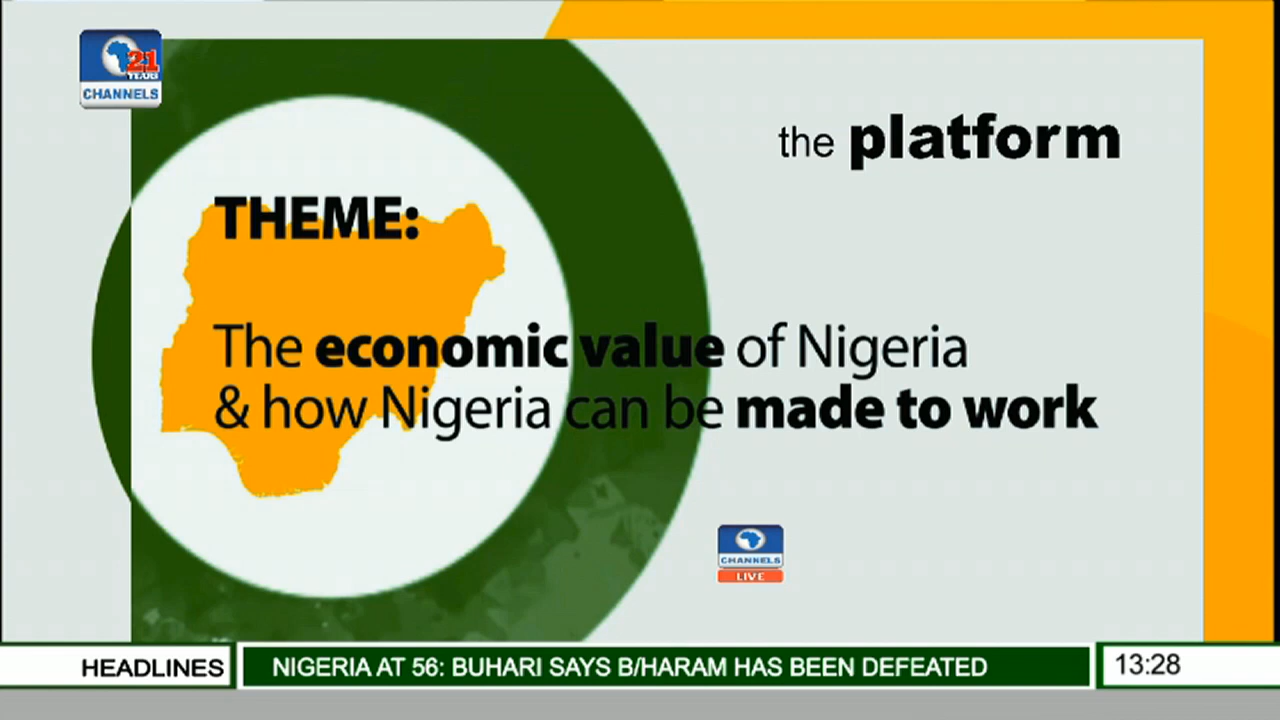 21
YEARS
CHANNELS
the platform
THEME:
The economic value of Nigeria
& how Nigeria can be made to work
CHANNELS
LIVE
HEADLINES
NIGERIA AT 56: BUHARI SAYS B/HARAM HAS BEEN DEFEATED
13:28